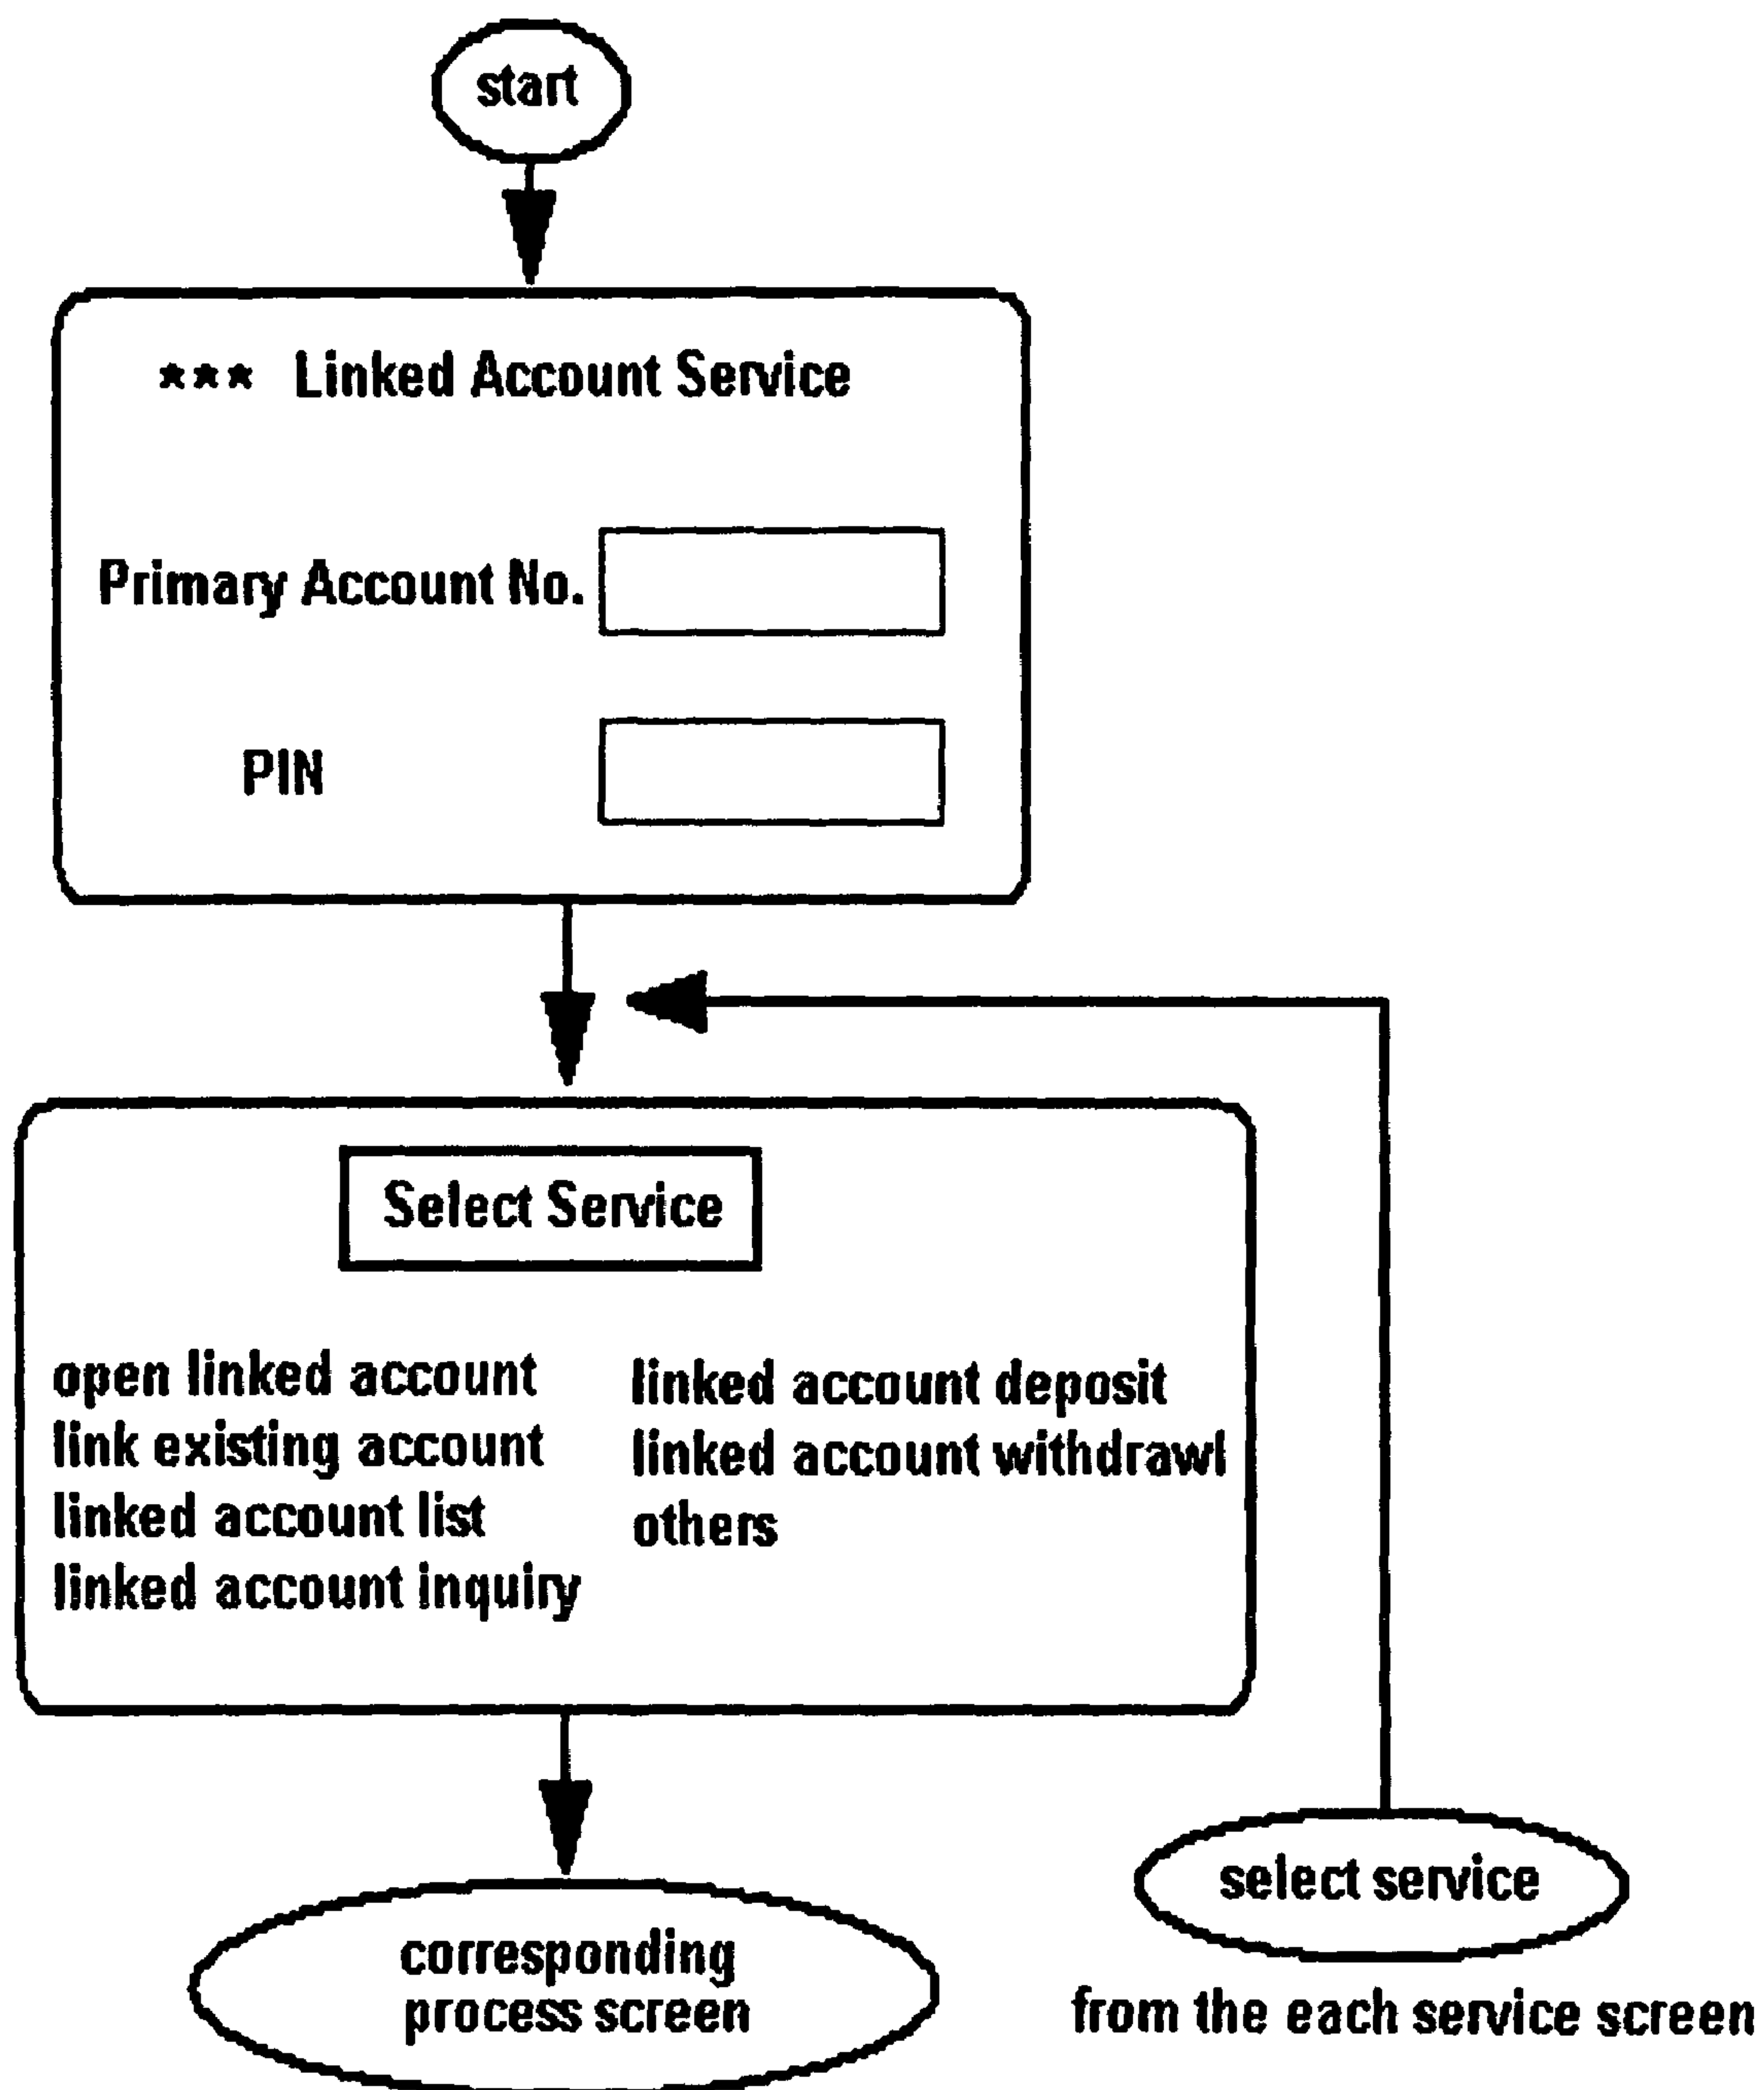 start
*** Linked Account Service
Primary Account No.
PIN
Select Service
open linked account
link existing account
linked account list
linked account inquiry
linked account deposit
linked account withdrawl
others
corresponding
process screen
select service
from the each service screen